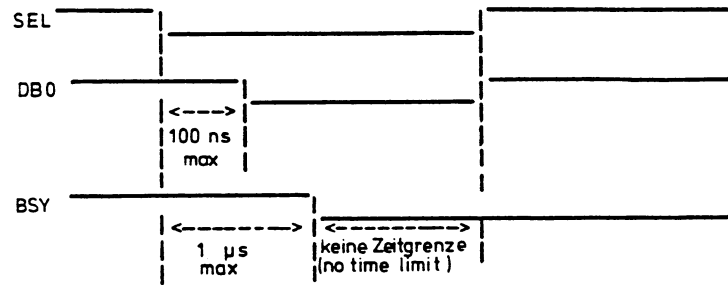 SEL
DB0
100 ns
max
BSY
1 µs
max
keine Zeitgrenze
(no time limit)